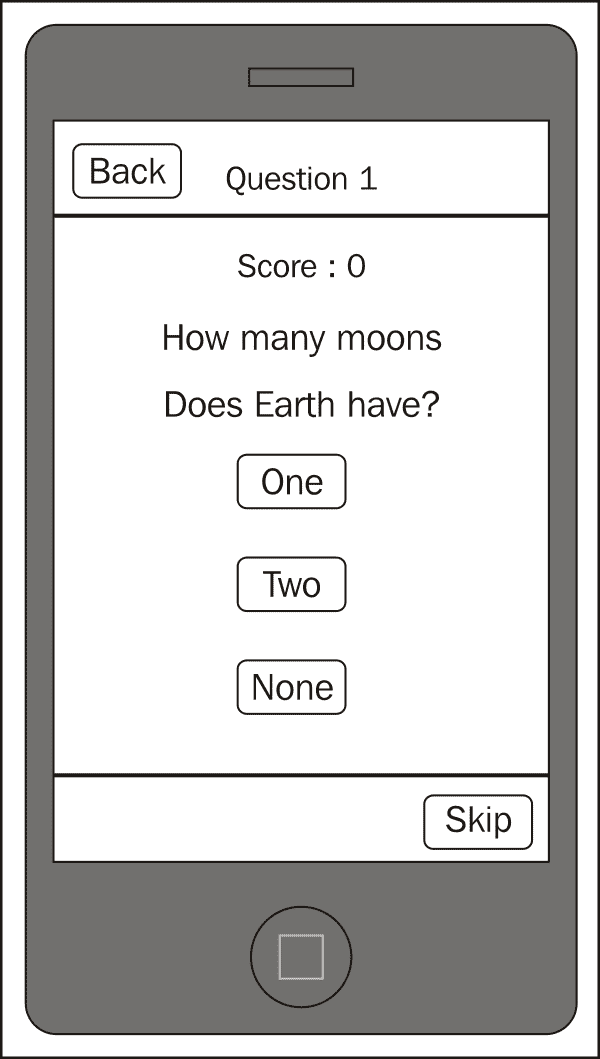 Back
Question 1
Score : 0
How many moons
Does Earth have?
One
Two
None
Skip